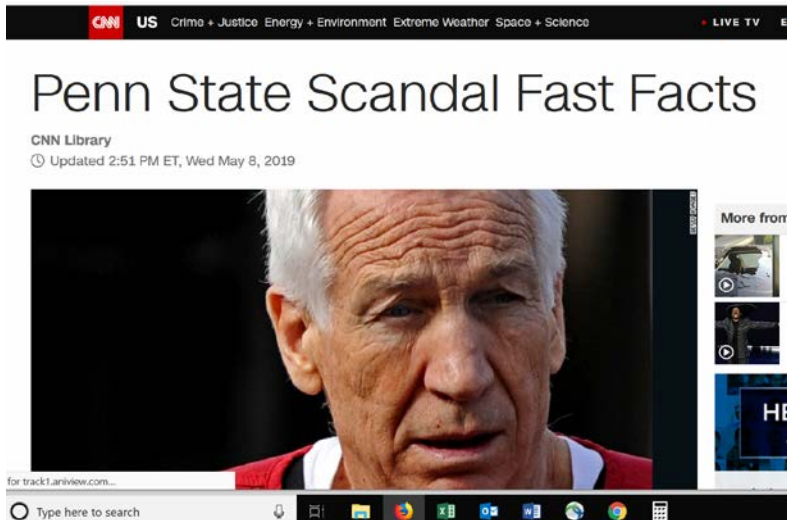 CNN US Crime + Justice Energy + Environment Extreme Weather Space + Science LIVE TV E
Penn State Scandal Fast Facts
CNN Library
Updated 2:51 PM ET, Wed May 8, 2019
GETTY IMAGES
More from
HE
for track1.aniview.com...
Type here to search